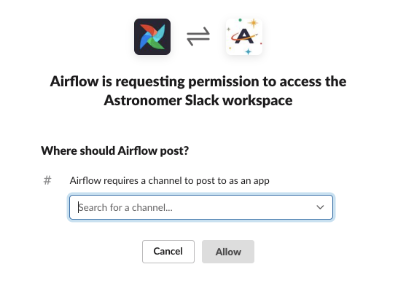 Airflow is requesting permission to access the
Astronomer Slack workspace
Where should Airflow post?
# Airflow requires a channel to post to as an app
Search for a channel...
Cancel Allow